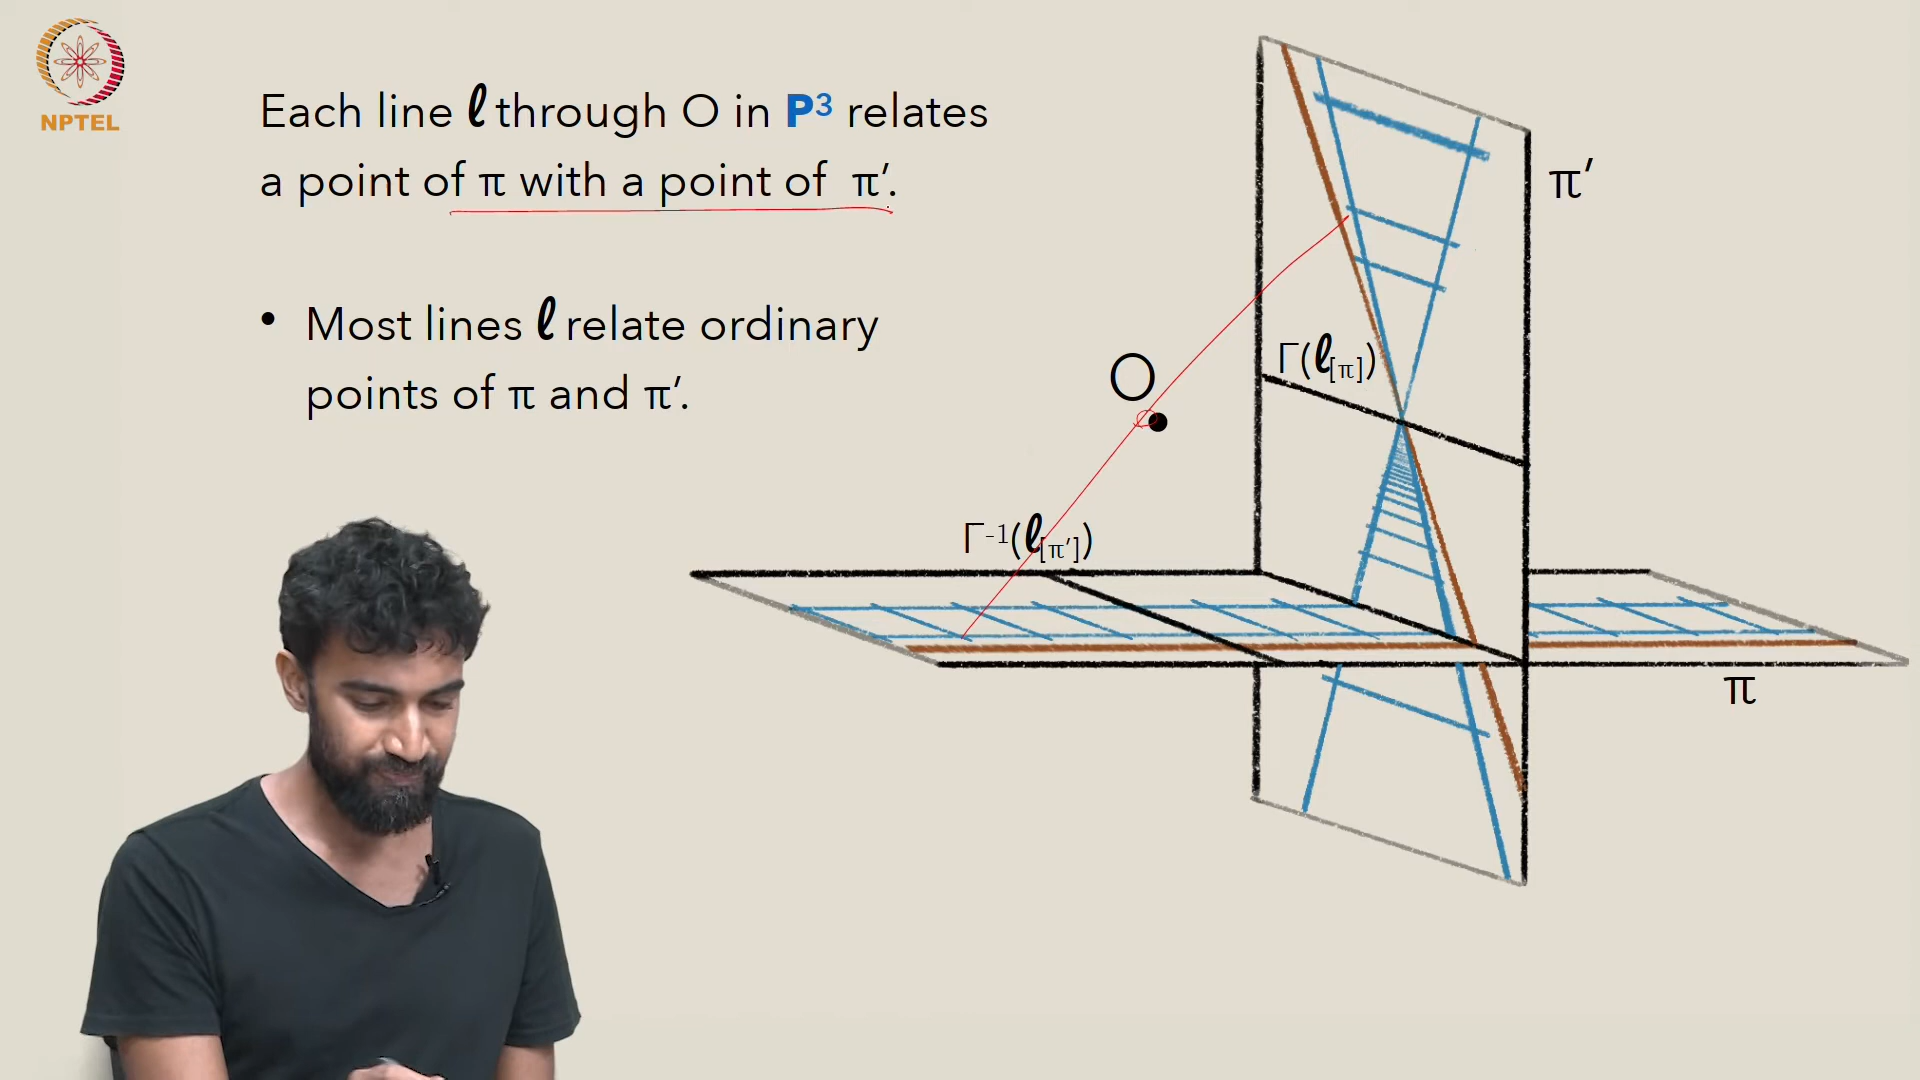 NPTEL
Each line ℓ through O in P³ relates
a point of π with a point of π′.
• Most lines ℓ relate ordinary
points of π and π′.
π′
Γ(ℓ[π])
O
Γ⁻¹(ℓ[π′])
π